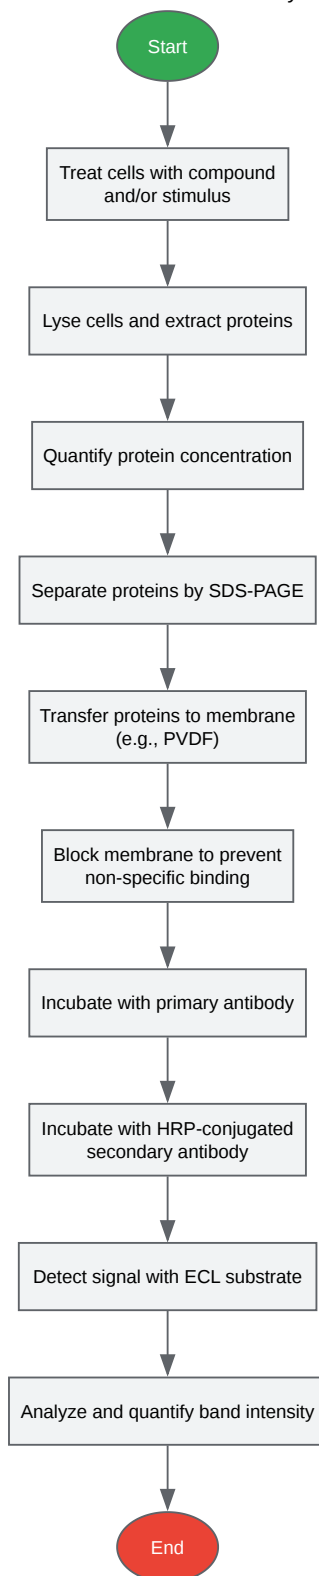 Start
Treat cells with compound
and/or stimulus
Lyse cells and extract proteins
Quantify protein concentration
Separate proteins by SDS-PAGE
Transfer proteins to membrane
(e.g., PVDF)
Block membrane to prevent
non-specific binding
Incubate with primary antibody
Incubate with HRP-conjugated
secondary antibody
Detect signal with ECL substrate
Analyze and quantify band intensity
End